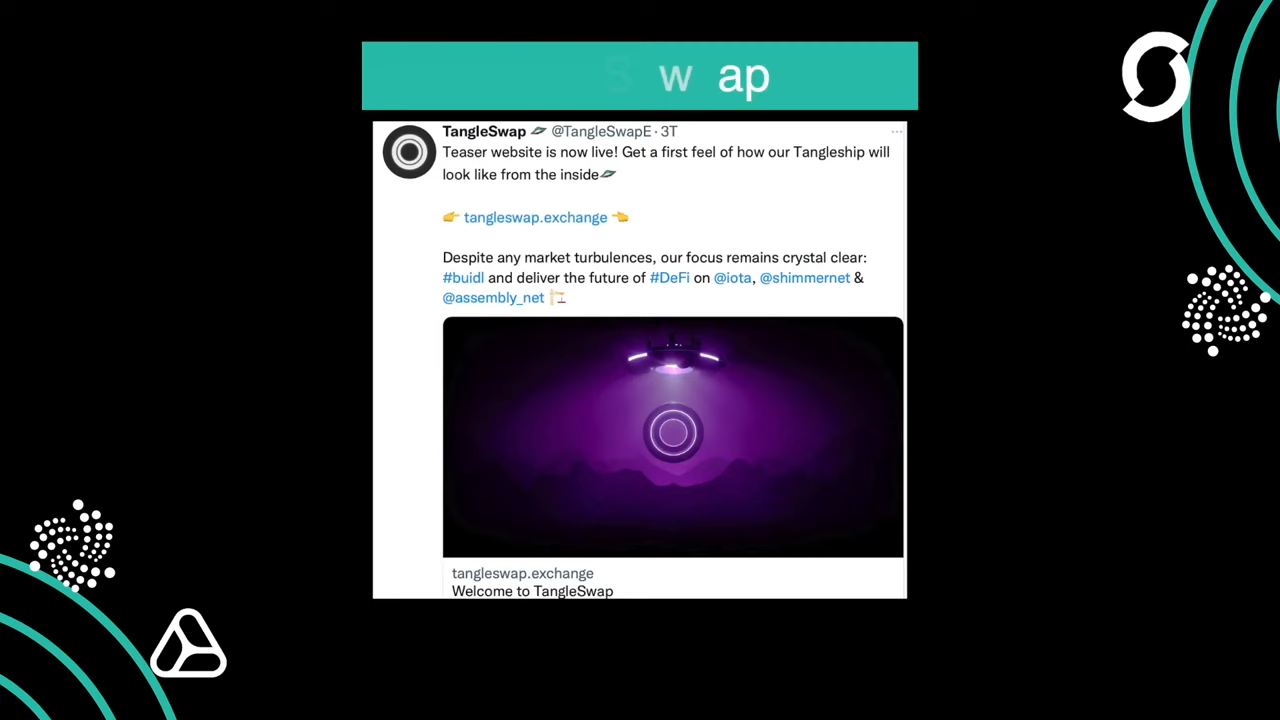 S w ap
TangleSwap @TangleSwapE · 3T
Teaser website is now live! Get a first feel of how our Tangleship will
look like from the inside
👉 tangleswap.exchange 👈
Despite any market turbulences, our focus remains crystal clear:
#buidl and deliver the future of #DeFi on @iota, @shimmernet &
@assembly_net 🏗️
tangleswap.exchange
Welcome to TangleSwap